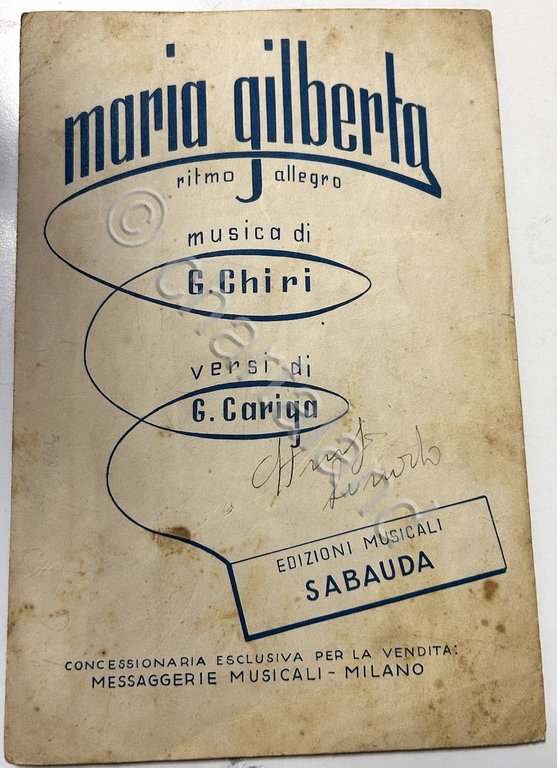 maria gilberta
ritmo allegro
musica di
G. Chiri
versi di
G. Cariga
EDIZIONI MUSICALI
SABAUDA
CONCESSIONARIA ESCLUSIVA PER LA VENDITA:
MESSAGGERIE MUSICALI - MILANO
© chartaland